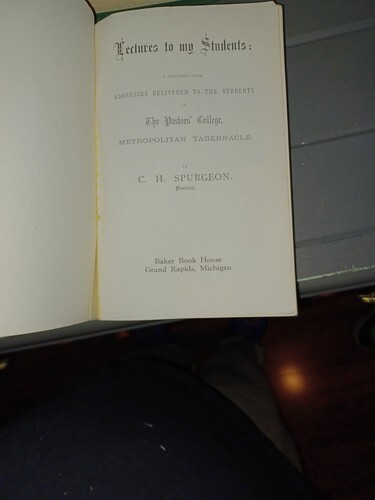 Lectures to my Students:
A SELECTION FROM
ADDRESSES DELIVERED TO THE STUDENTS
OF
The Pastors' College,
METROPOLITAN TABERNACLE.
BY
C. H. SPURGEON.
President.
Baker Book House
Grand Rapids, Michigan